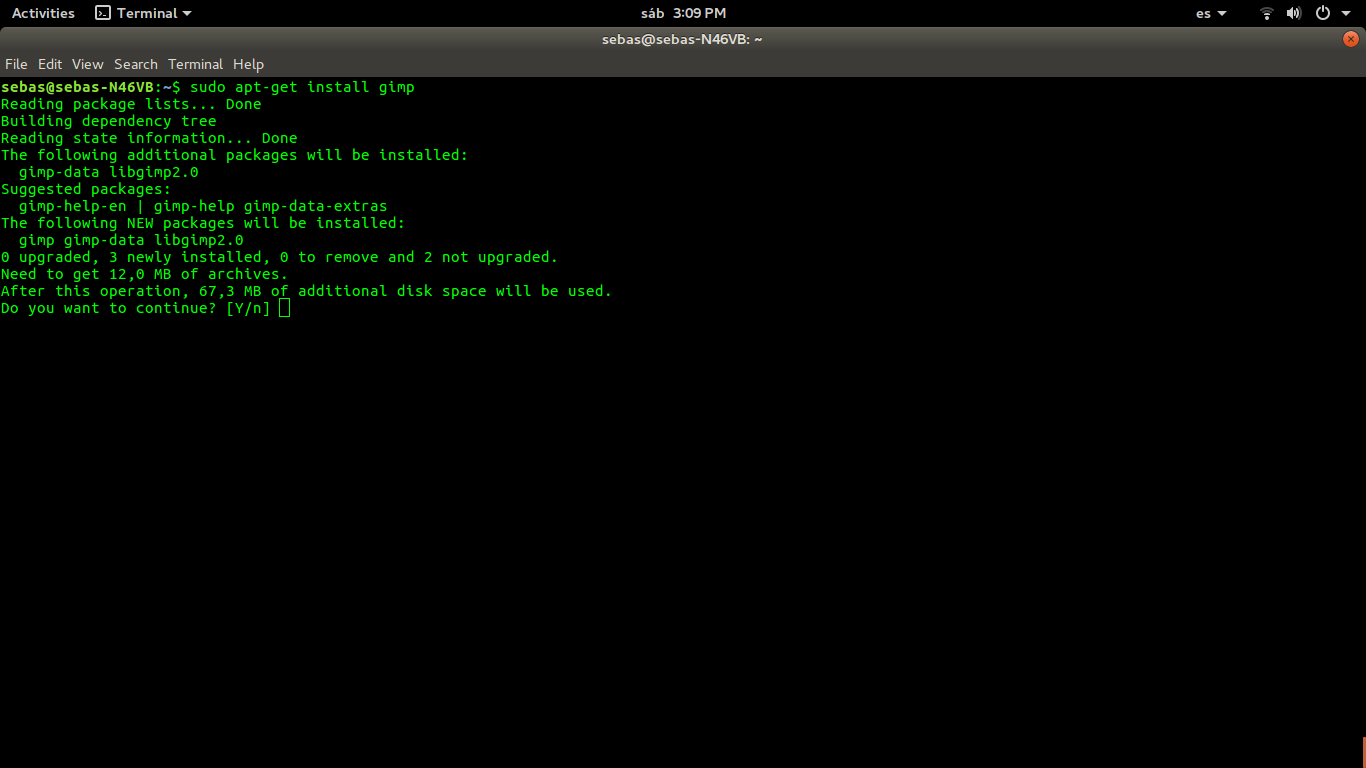 Activities Terminal sáb 3:09 PM es
sebas@sebas-N46VB: ~
File Edit View Search Terminal Help
sebas@sebas-N46VB:~$ sudo apt-get install gimp
Reading package lists... Done
Building dependency tree
Reading state information... Done
The following additional packages will be installed:
  gimp-data libgimp2.0
Suggested packages:
  gimp-help-en | gimp-help gimp-data-extras
The following NEW packages will be installed:
  gimp gimp-data libgimp2.0
0 upgraded, 3 newly installed, 0 to remove and 2 not upgraded.
Need to get 12,0 MB of archives.
After this operation, 67,3 MB of additional disk space will be used.
Do you want to continue? [Y/n]